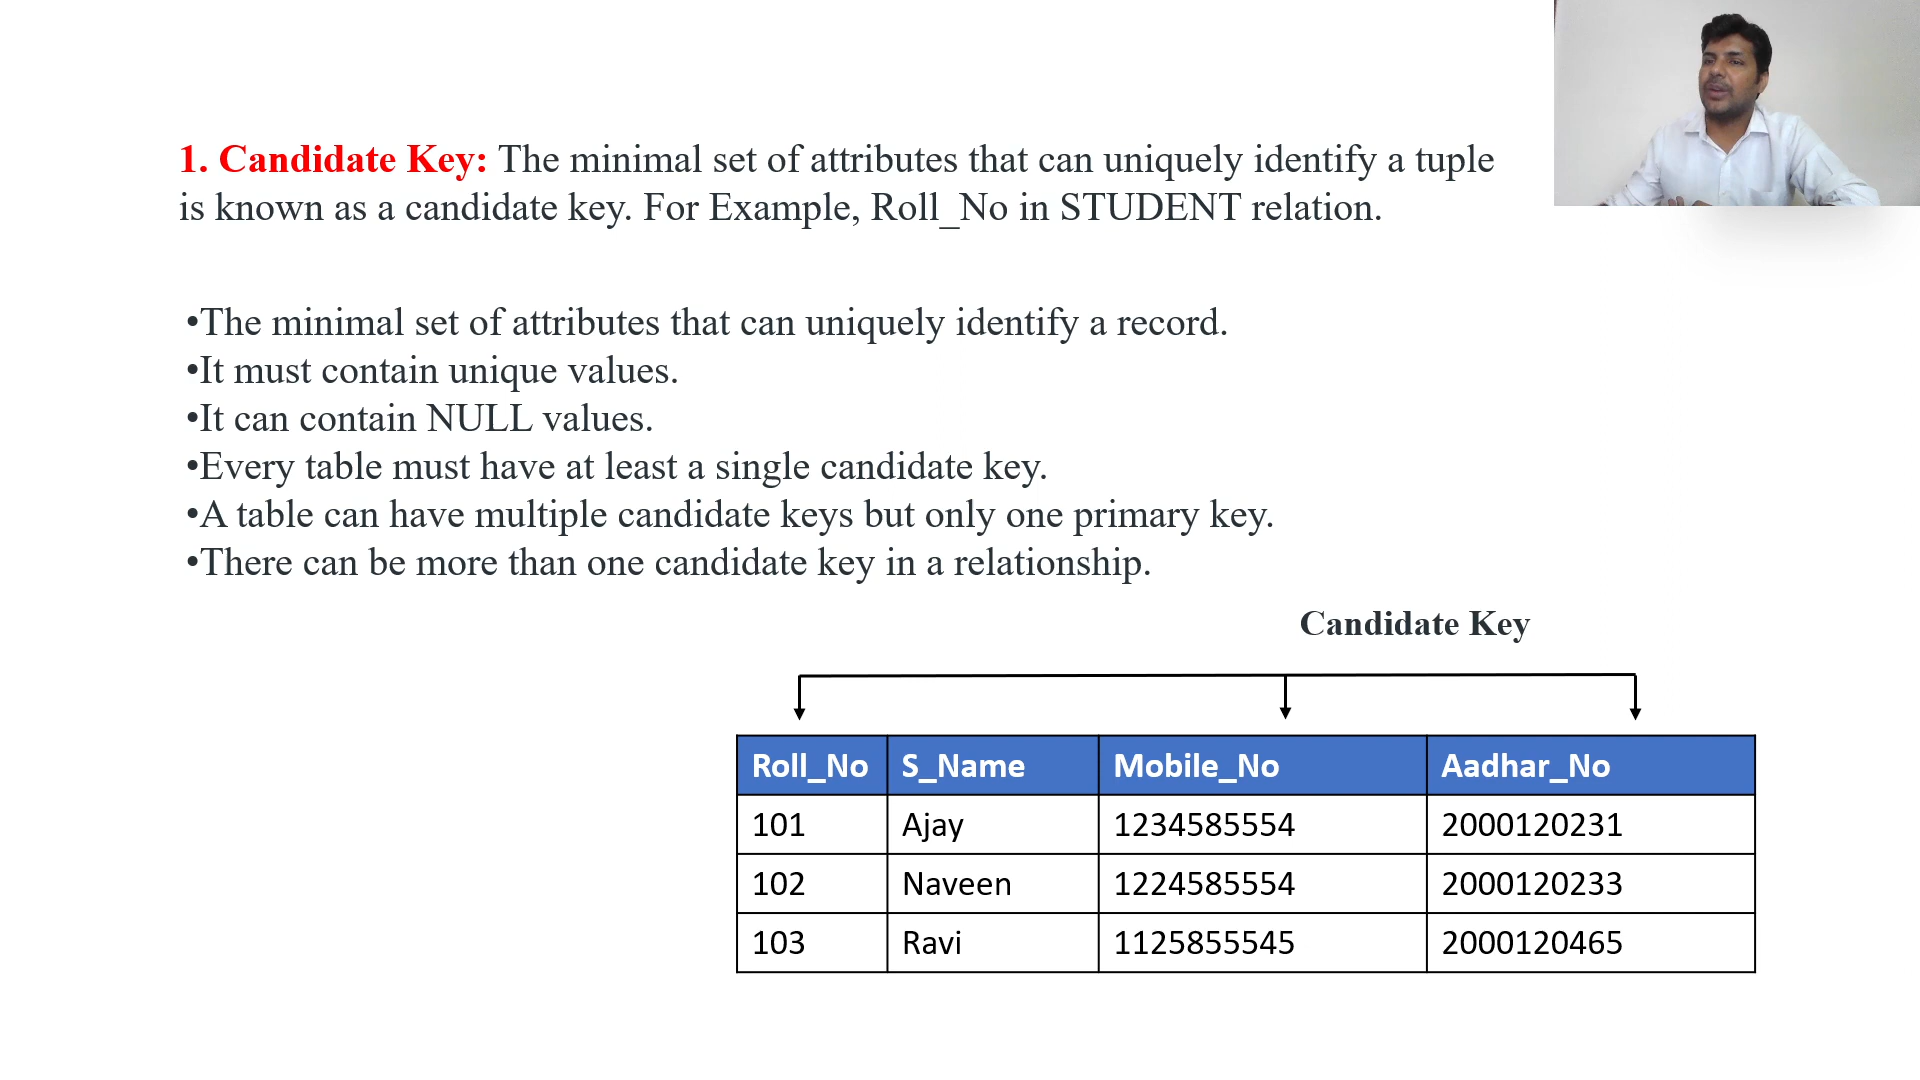 1. Candidate Key: The minimal set of attributes that can uniquely identify a tuple
is known as a candidate key. For Example, Roll_No in STUDENT relation.
•The minimal set of attributes that can uniquely identify a record.
•It must contain unique values.
•It can contain NULL values.
•Every table must have at least a single candidate key.
•A table can have multiple candidate keys but only one primary key.
•There can be more than one candidate key in a relationship.
Candidate Key
Roll_No S_Name Mobile_No Aadhar_No
101 Ajay 1234585554 2000120231
102 Naveen 1224585554 2000120233
103 Ravi 1125855545 2000120465